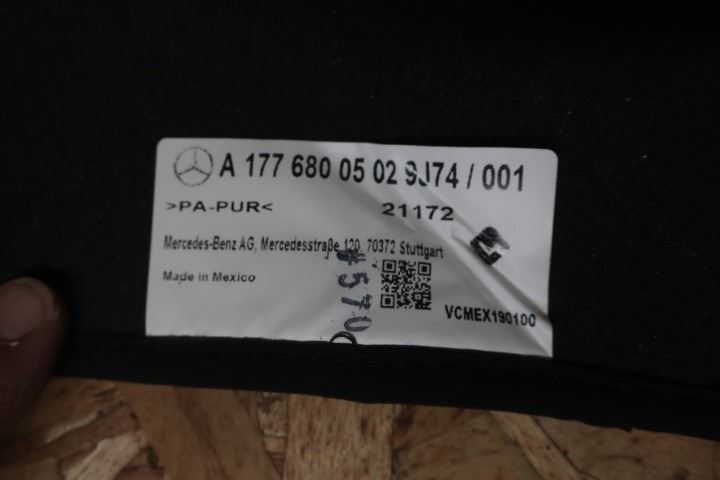 A 177 680 05 02 9J74 / 001
>PA-PUR< 21172
Mercedes-Benz AG, Mercedesstraße 120, 70372 Stuttgart
Made in Mexico
#570
VCMEX190100